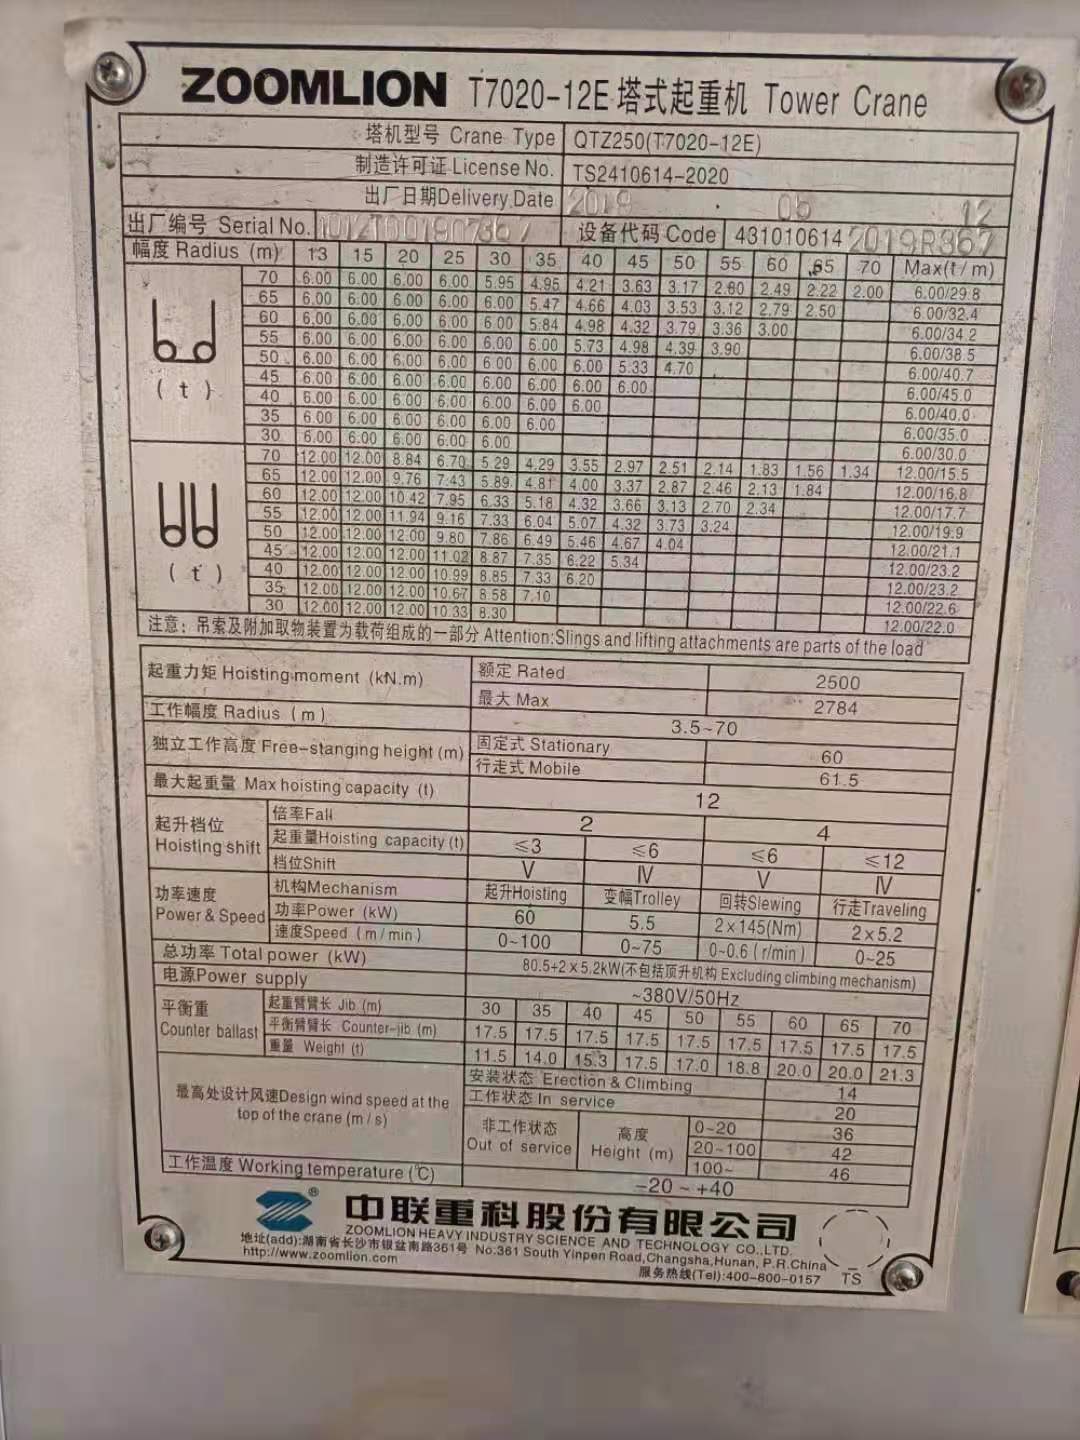 ZOOMLION T7020-12E 塔式起重机 Tower Crane
塔机型号 Crane Type QTZ250(T7020-12E)
制造许可证 License No. TS2410614-2020
出厂日期Delivery Date 2019 05 12
出厂编号 Serial No. 设备代码 Code 431010614 2019R367
幅度 Radius (m) 13 15 20 25 30 35 40 45 50 55 60 65 70 Max(t/m)
70 6.00 6.00 6.00 6.00 5.95 4.95 4.21 3.63 3.17 2.80 2.49 2.22 2.00 6.00/29.8
65 6.00 6.00 6.00 6.00 6.00 5.47 4.66 4.03 3.53 3.12 2.79 2.50 6.00/32.4
60 6.00 6.00 6.00 6.00 6.00 5.84 4.98 4.32 3.79 3.36 3.00 6.00/34.2
55 6.00 6.00 6.00 6.00 6.00 6.00 5.73 4.98 4.39 3.90 6.00/38.5
50 6.00 6.00 6.00 6.00 6.00 6.00 6.00 5.33 4.70 6.00/40.7
45 6.00 6.00 6.00 6.00 6.00 6.00 6.00 6.00 6.00/45.0
(t) 40 6.00 6.00 6.00 6.00 6.00 6.00 6.00 6.00/40.0
35 6.00 6.00 6.00 6.00 6.00 6.00 6.00/35.0
30 6.00 6.00 6.00 6.00 6.00 6.00/30.0
70 12.00 12.00 8.84 6.70 5.29 4.29 3.55 2.97 2.51 2.14 1.83 1.56 1.34 12.00/15.5
65 12.00 12.00 9.76 7.43 5.89 4.81 4.00 3.37 2.87 2.46 2.13 1.84 12.00/16.8
60 12.00 12.00 10.42 7.95 6.33 5.18 4.32 3.66 3.13 2.70 2.34 12.00/17.7
55 12.00 12.00 11.94 9.16 7.33 6.04 5.07 4.32 3.73 3.24 12.00/19.9
50 12.00 12.00 12.00 9.80 7.86 6.49 5.46 4.67 4.04 12.00/21.1
45 12.00 12.00 12.00 11.02 8.87 7.35 6.22 5.34 12.00/23.2
(t) 40 12.00 12.00 12.00 10.99 8.85 7.33 6.20 12.00/23.2
35 12.00 12.00 12.00 10.67 8.58 7.10 12.00/22.6
30 12.00 12.00 12.00 10.33 8.30 12.00/22.0
注意：吊索及附加取物装置为载荷组成的一部分 Attention:Slings and lifting attachments are parts of the load
起重力矩 Hoisting moment (kN.m) 额定 Rated 2500
最大 Max 2784
工作幅度 Radius (m) 3.5~70
独立工作高度 Free-stanging height(m) 固定式 Stationary 60
行走式 Mobile 61.5
最大起重量 Max hoisting capacity (t) 12
起升档位 Hoisting shift 倍率Fall 2 4
起重量Hoisting capacity(t) ≤3 ≤6 ≤6 ≤12
档位Shift Ⅴ Ⅳ Ⅴ Ⅳ
功率速度 Power & Speed 机构Mechanism 起升Hoisting 变幅Trolley 回转Slewing 行走Traveling
功率Power (kW) 60 5.5 2×145(Nm) 2×5.2
速度Speed (m/min) 0~100 0~75 0~0.6 (r/min) 0~25
总功率 Total power (kW) 80.5+2×5.2kW(不包括顶升机构 Excluding climbing mechanism)
电源Power supply ~380V/50Hz
平衡重 Counter ballast 起重臂臂长 Jib (m) 30 35 40 45 50 55 60 65 70
平衡臂臂长 Counter-jib (m) 17.5 17.5 17.5 17.5 17.5 17.5 17.5 17.5 17.5
重量 Weight (t) 11.5 14.0 15.3 17.5 17.0 18.8 20.0 20.0 21.3
最高处设计风速Design wind speed at the top of the crane (m/s) 安装状态 Erection & Climbing 14
工作状态 In service 20
非工作状态 Out of service 高度 Height (m) 0~20 36
20~100 42
100~ 46
工作温度 Working temperature (℃) -20 ~ +40
® 中联重科股份有限公司
ZOOMLION HEAVY INDUSTRY SCIENCE AND TECHNOLOGY CO.,LTD.
地址(add):湖南省长沙市银盆南路361号 No.361 South Yinpen Road,Changsha,Hunan, P.R.China
http://www.zoomlion.com 服务热线(Tel):400-800-0157 TS